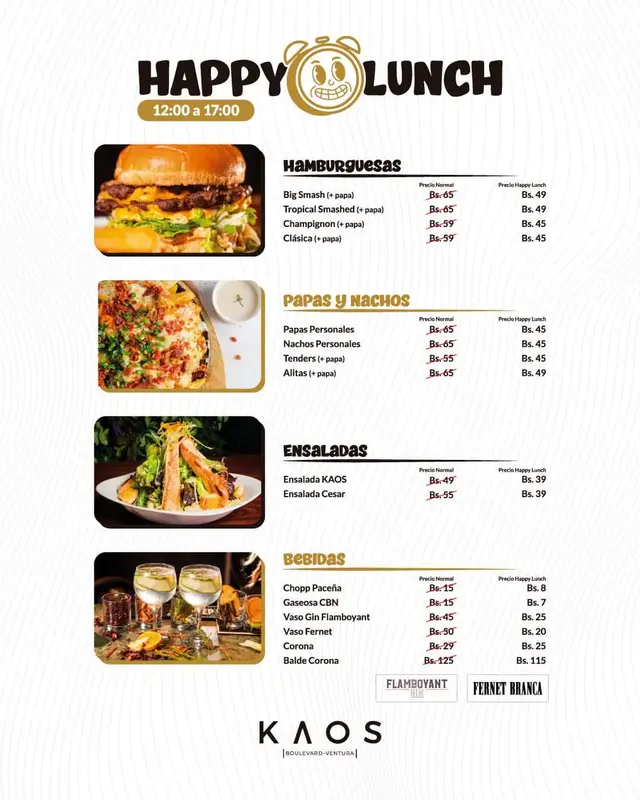 HAPPY LUNCH
12:00 a 17:00
HAMBURGUESAS
Precio Normal Precio Happy Lunch
Big Smash (+ papa) Bs. 65 Bs. 49
Tropical Smashed (+ papa) Bs. 65 Bs. 49
Champignon (+ papa) Bs. 59 Bs. 45
Clásica (+ papa) Bs. 59 Bs. 45
PAPAS Y NACHOS
Precio Normal Precio Happy Lunch
Papas Personales Bs. 65 Bs. 45
Nachos Personales Bs. 65 Bs. 45
Tenders (+ papa) Bs. 55 Bs. 45
Alitas (+ papa) Bs. 65 Bs. 49
ENSALADAS
Precio Normal Precio Happy Lunch
Ensalada KAOS Bs. 49 Bs. 39
Ensalada Cesar Bs. 55 Bs. 39
BEBIDAS
Precio Normal Precio Happy Lunch
Chopp Paceña Bs. 15 Bs. 8
Gaseosa CBN Bs. 15 Bs. 7
Vaso Gin Flamboyant Bs. 45 Bs. 25
Vaso Fernet Bs. 50 Bs. 20
Corona Bs. 29 Bs. 25
Balde Corona Bs. 125 Bs. 115
FLAMBOYANT
GIN
FERNET BRANCA
KAOS
BOULEVARD-VENTURA